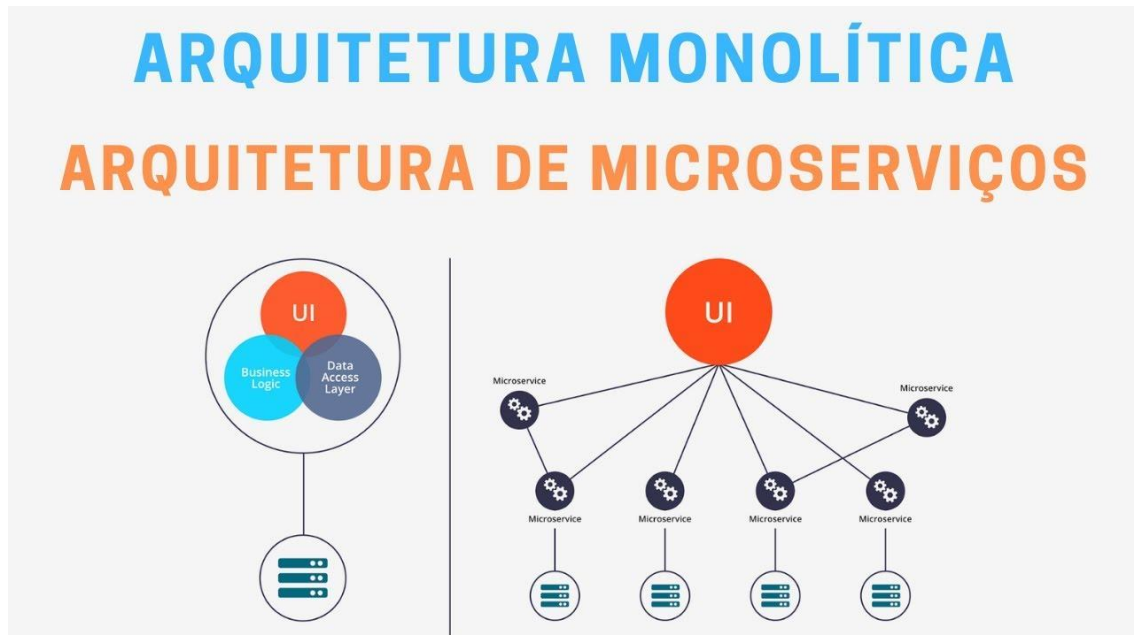 ARQUITETURA MONOLÍTICA
ARQUITETURA DE MICROSERVIÇOS
UI
Business
Logic
Data
Access
Layer
UI
Microservice
Microservice
Microservice
Microservice
Microservice
Microservice